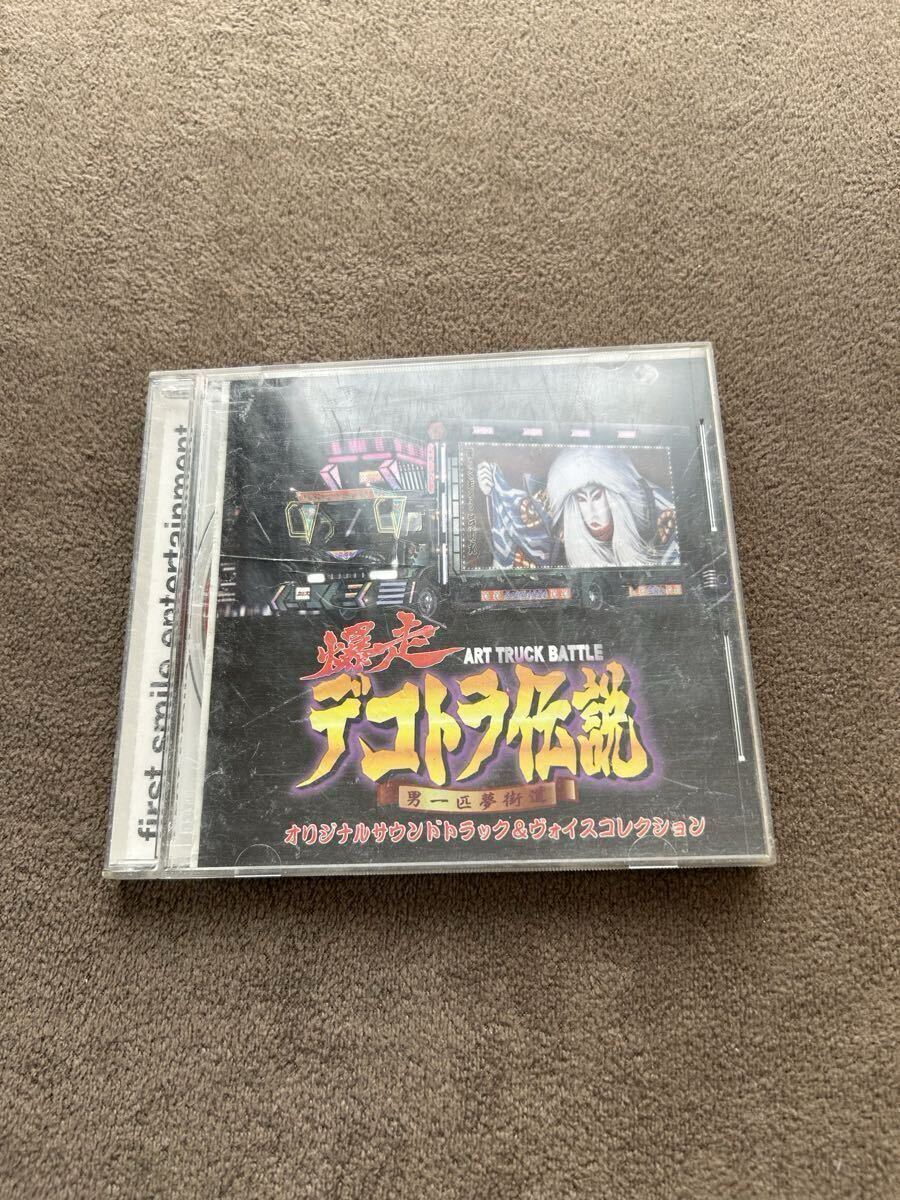 first smile entertainment
爆走
ART TRUCK BATTLE
デコトラ伝説
男一匹夢街道
オリジナルサウンドトラック&ヴォイスコレクション